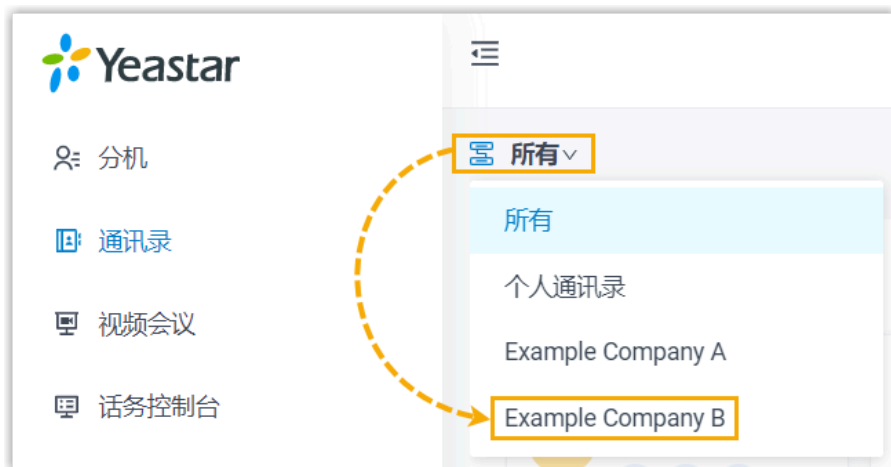 Yeastar
分机
通讯录
视频会议
话务控制台
所有
所有
个人通讯录
Example Company A
Example Company B